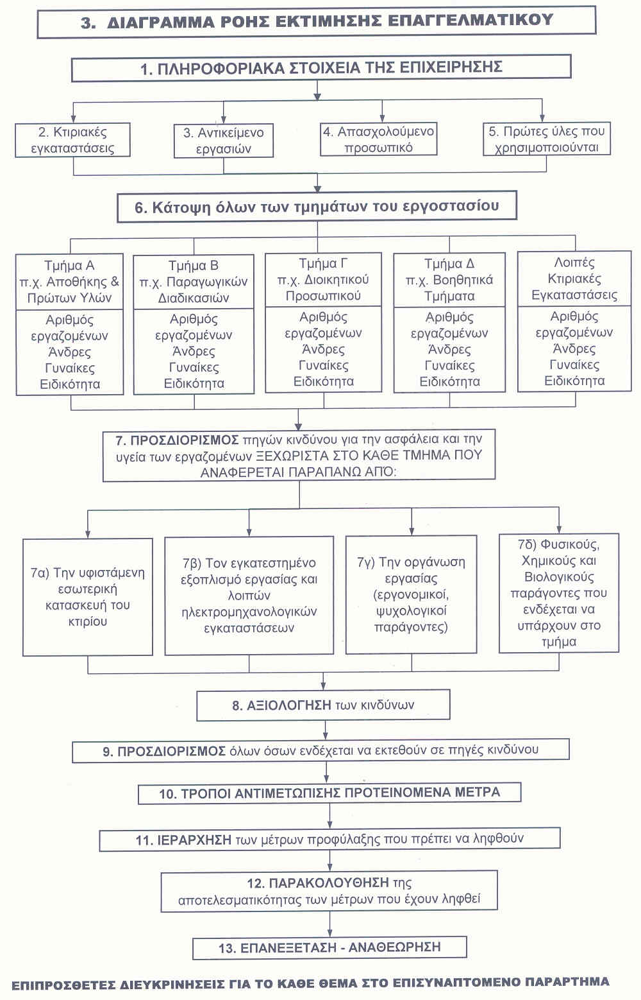 3. ΔΙΑΓΡΑΜΜΑ ΡΟΗΣ ΕΚΤΙΜΗΣΗΣ ΕΠΑΓΓΕΛΜΑΤΙΚΟΥ
1. ΠΛΗΡΟΦΟΡΙΑΚΑ ΣΤΟΙΧΕΙΑ ΤΗΣ ΕΠΙΧΕΙΡΗΣΗΣ
2. Κτιριακές
εγκαταστάσεις
3. Αντικείμενο
εργασιών
4. Απασχολούμενο
προσωπικό
5. Πρώτες ύλες που
χρησιμοποιούνται
6. Κάτοψη όλων των τμημάτων του εργοστασίου
Τμήμα Α
π.χ. Αποθήκης &
Πρώτων Υλών
Αριθμός
εργαζομένων
Άνδρες
Γυναίκες
Ειδικότητα
Τμήμα Β
π.χ. Παραγωγικών
Διαδικασιών
Αριθμός
εργαζομένων
Άνδρες
Γυναίκες
Ειδικότητα
Τμήμα Γ
π.χ. Διοικητικού
Προσωπικού
Αριθμός
εργαζομένων
Άνδρες
Γυναίκες
Ειδικότητα
Τμήμα Δ
π.χ. Βοηθητικά
Τμήματα
Αριθμός
εργαζομένων
Άνδρες
Γυναίκες
Ειδικότητα
Λοιπές
Κτιριακές
Εγκαταστάσεις
Αριθμός
εργαζομένων
Άνδρες
Γυναίκες
Ειδικότητα
7. ΠΡΟΣΔΙΟΡΙΣΜΟΣ πηγών κινδύνου για την ασφάλεια και την
υγεία των εργαζομένων ΞΕΧΩΡΙΣΤΑ ΣΤΟ ΚΑΘΕ ΤΜΗΜΑ ΠΟΥ
ΑΝΑΦΕΡΕΤΑΙ ΠΑΡΑΠΑΝΩ ΑΠΌ:
7α) Την υφιστάμενη
εσωτερική
κατασκευή του
κτιρίου
7β) Τον εγκατεστημένο
εξοπλισμό εργασίας και
λοιπών
ηλεκτρομηχανολογικών
εγκαταστάσεων
7γ) Την οργάνωση
εργασίας
(εργονομικοί,
ψυχολογικοί
παράγοντες)
7δ) Φυσικούς,
Χημικούς και
Βιολογικούς
παράγοντες που
ενδέχεται να
υπάρχουν στο
τμήμα
8. ΑΞΙΟΛΟΓΗΣΗ των κινδύνων
9. ΠΡΟΣΔΙΟΡΙΣΜΟΣ όλων όσων ενδέχεται να εκτεθούν σε πηγές κινδύνου
10. ΤΡΟΠΟΙ ΑΝΤΙΜΕΤΩΠΙΣΗΣ ΠΡΟΤΕΙΝΟΜΕΝΑ ΜΕΤΡΑ
11. ΙΕΡΑΡΧΗΣΗ των μέτρων προφύλαξης που πρέπει να ληφθούν
12. ΠΑΡΑΚΟΛΟΥΘΗΣΗ της
αποτελεσματικότητας των μέτρων που έχουν ληφθεί
13. ΕΠΑΝΕΞΕΤΑΣΗ - ΑΝΑΘΕΩΡΗΣΗ
ΕΠΙΠΡΟΣΘΕΤΕΣ ΔΙΕΥΚΡΙΝΗΣΕΙΣ ΓΙΑ ΤΟ ΚΑΘΕ ΘΕΜΑ ΣΤΟ ΕΠΙΣΥΝΑΠΤΟΜΕΝΟ ΠΑΡΑΡΤΗΜΑ